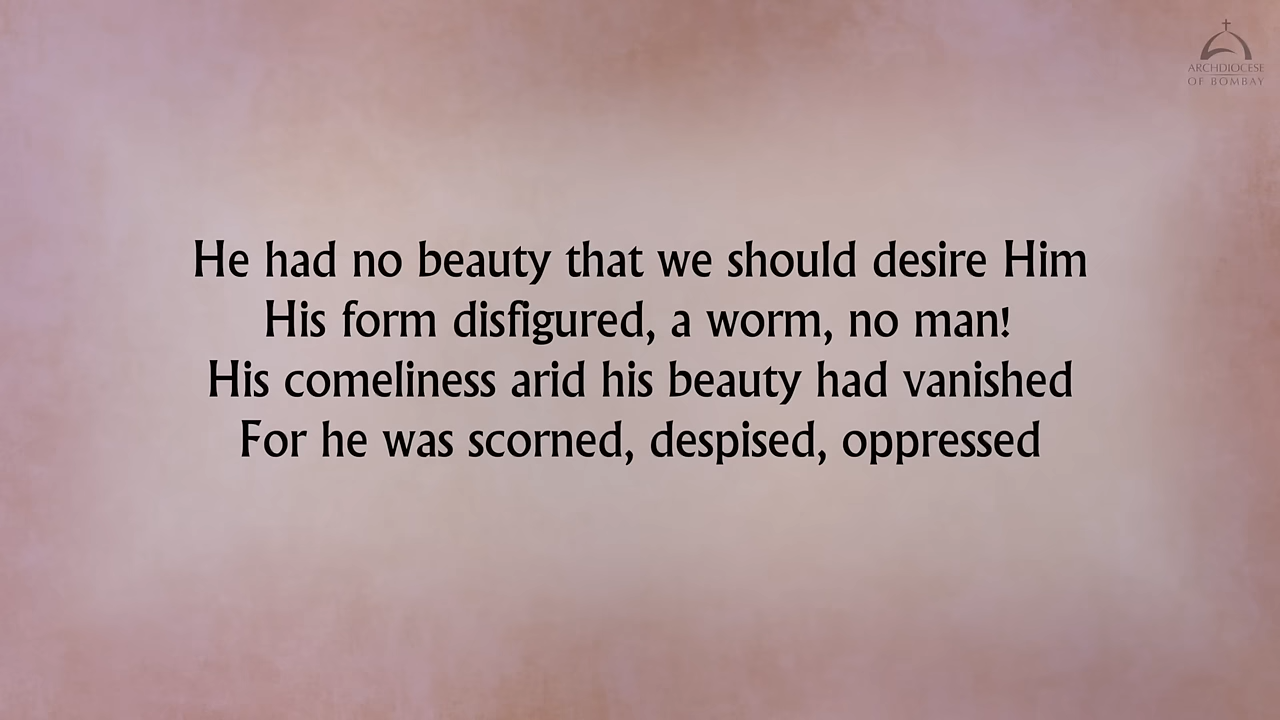 ARCHDIOCESE
OF BOMBAY
He had no beauty that we should desire Him
His form disfigured, a worm, no man!
His comeliness arid his beauty had vanished
For he was scorned, despised, oppressed